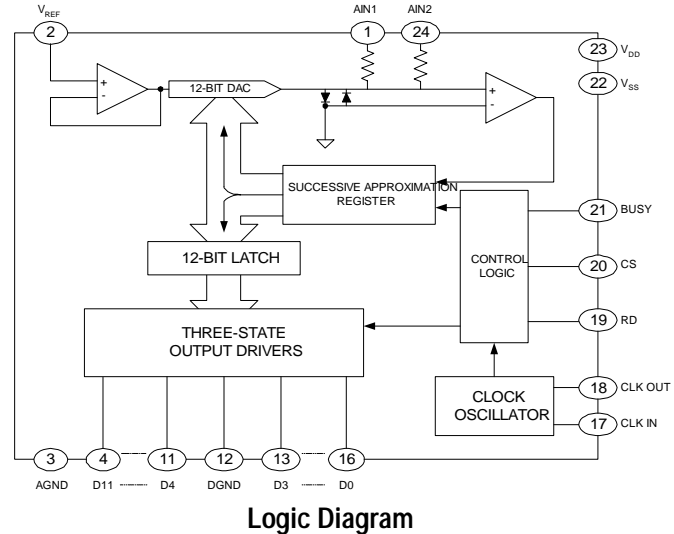 VREF
AIN1
AIN2
2
1
24
23
VDD
22
VSS
+
-
12-BIT DAC
+
-
SUCCESSIVE APPROXIMATION
REGISTER
21
BUSY
12-BIT LATCH
CONTROL
LOGIC
20
CS
THREE-STATE
OUTPUT DRIVERS
19
RD
CLOCK
OSCILLATOR
18
CLK OUT
17
CLK IN
3
4
11
12
13
16
AGND
D11
D4
DGND
D3
D0
Logic Diagram